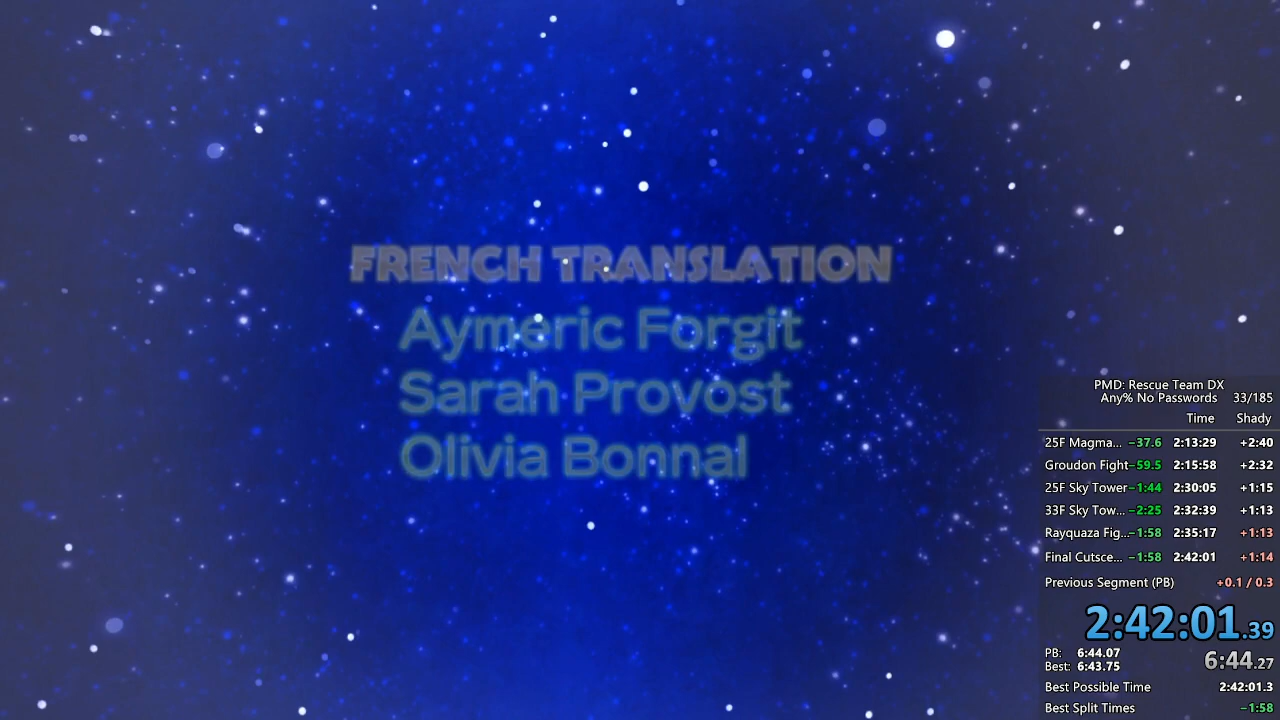 FRENCH TRANSLATION
Aymeric Forgit
Sarah Provost
Olivia Bonnal
PMD: Rescue Team DX
Any% No Passwords 33/185
Time Shady
25F Magma... −37.6 2:13:29 +2:40
Groudon Fight −59.5 2:15:58 +2:32
25F Sky Tower −1:44 2:30:05 +1:15
33F Sky Tow... −2:25 2:32:39 +1:13
Rayquaza Fig... −1:58 2:35:17 +1:13
Final Cutsce... −1:58 2:42:01 +1:14
Previous Segment (PB) +0.1 / 0.3
2:42:01.39
PB: 6:44.07
Best: 6:43.75
6:44.27
Best Possible Time 2:42:01.3
Best Split Times −1:58